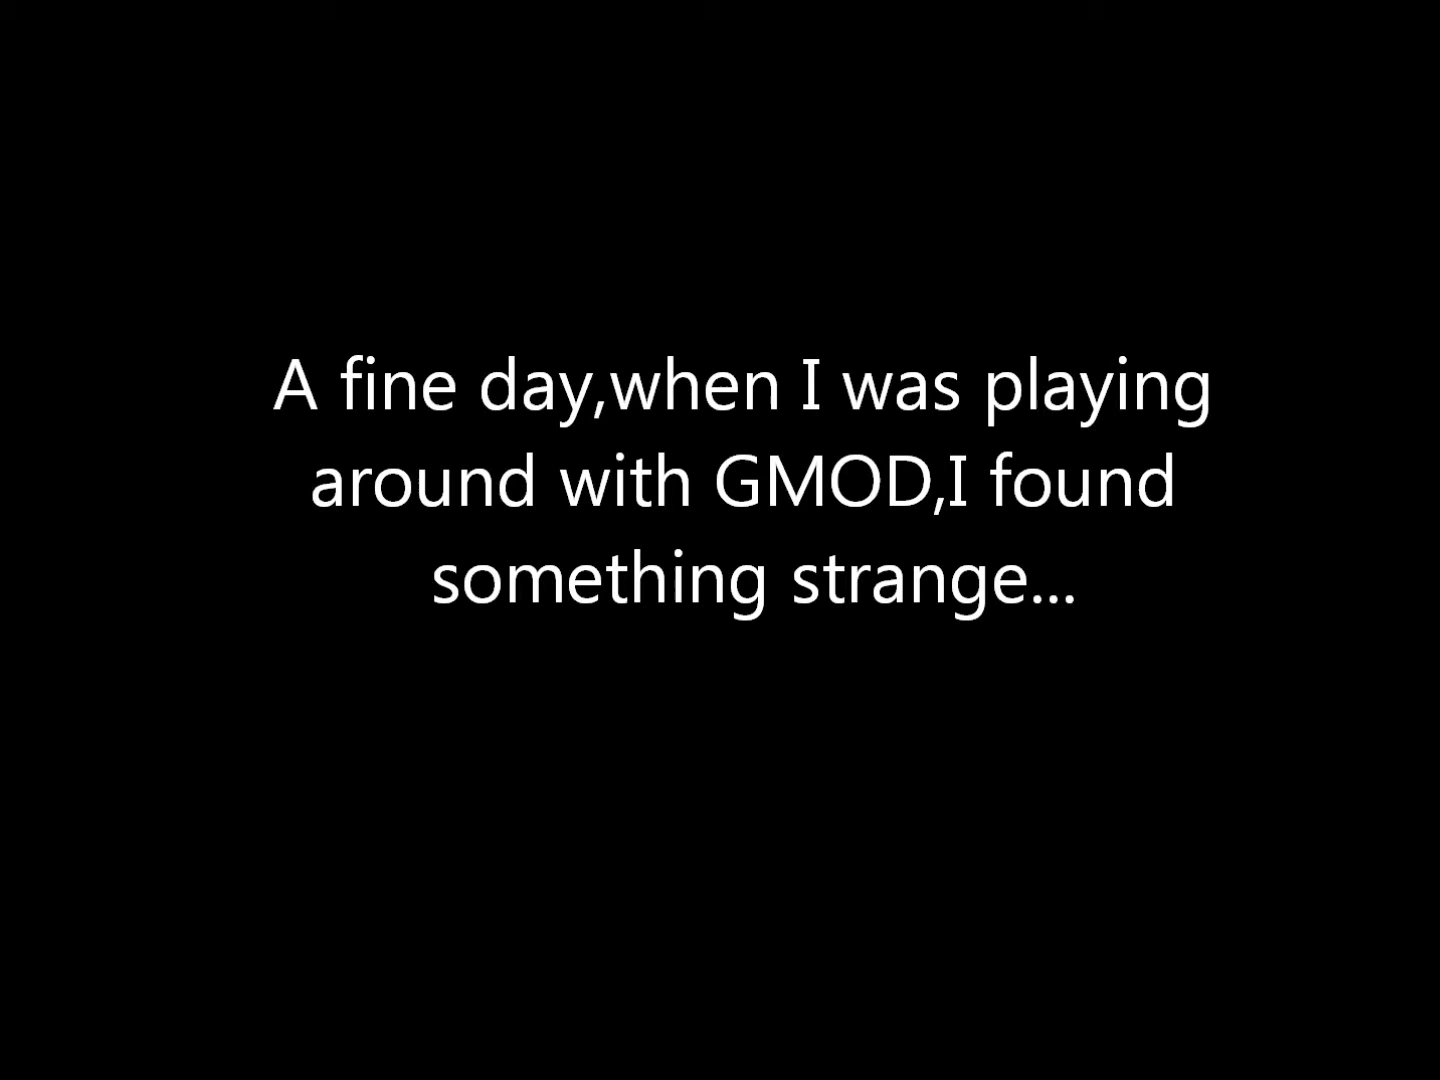 A fine day,when I was playing
around with GMOD,I found
something strange...